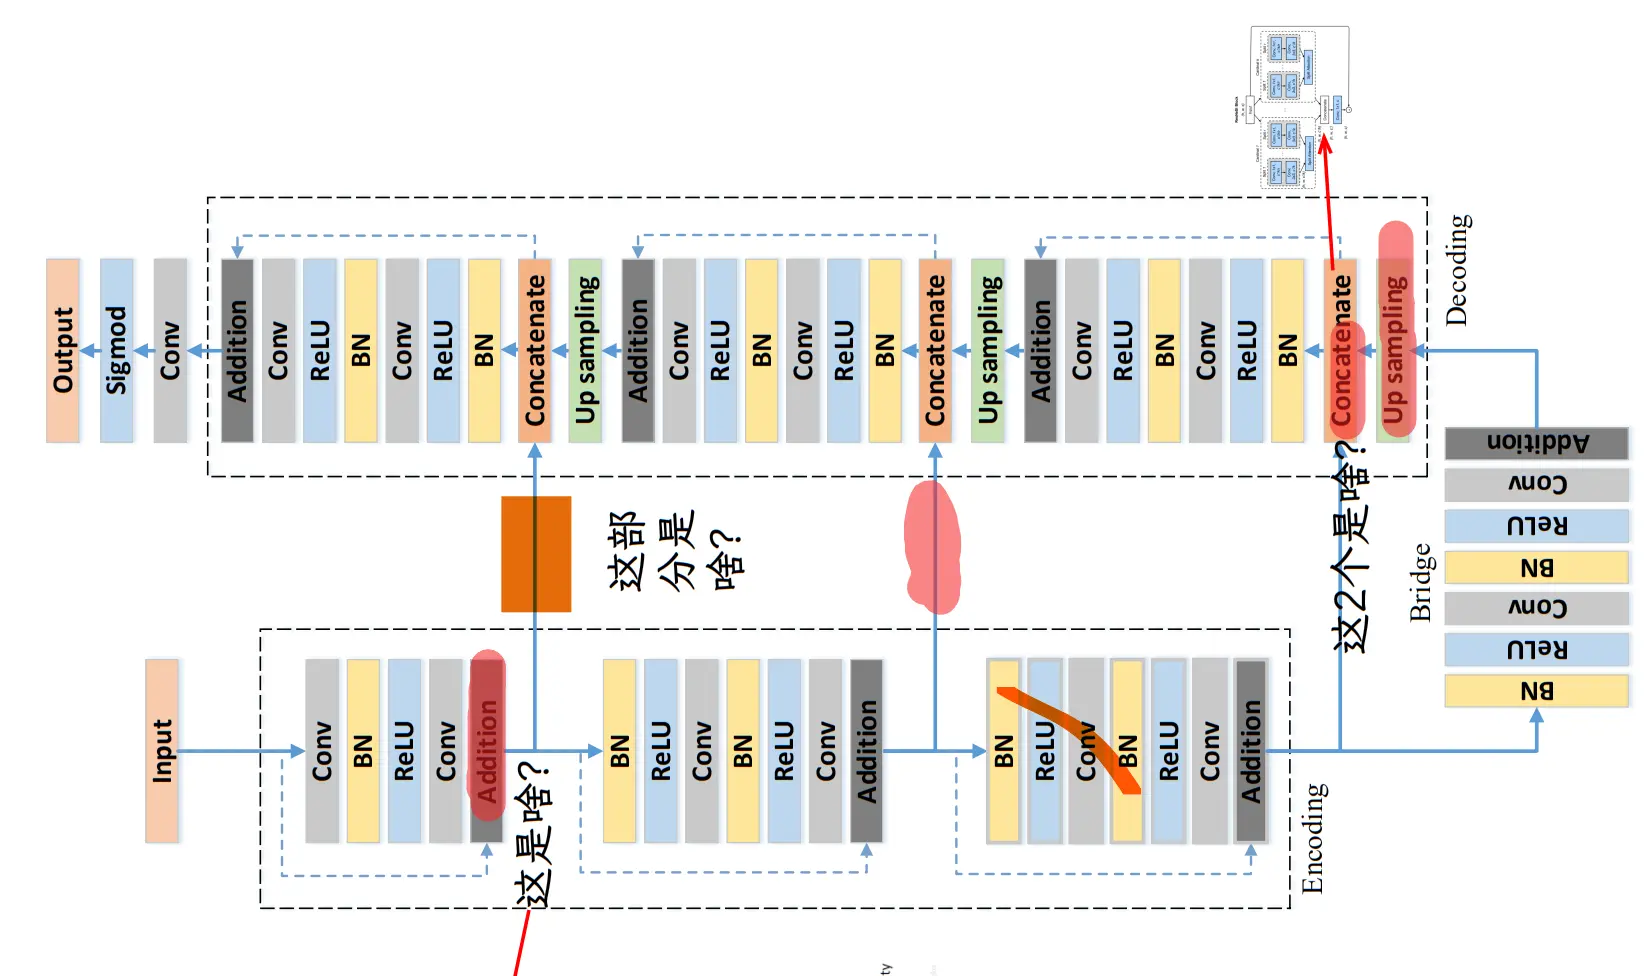 Output
Sigmod
Conv
Addition
Conv
ReLU
BN
Conv
ReLU
BN
Concatenate
Up sampling
Addition
Conv
ReLU
BN
Conv
ReLU
BN
Concatenate
Up sampling
Addition
Conv
ReLU
BN
Conv
ReLU
BN
Concatenate
Up sampling
Decoding
这部
分是
啥?
这2个是啥?
Bridge
Addition
Conv
ReLU
BN
Conv
ReLU
BN
Input
Conv
BN
ReLU
Conv
Addition
这是啥?
BN
ReLU
Conv
BN
ReLU
Conv
Addition
BN
ReLU
Conv
BN
ReLU
Conv
Addition
Encoding
ty